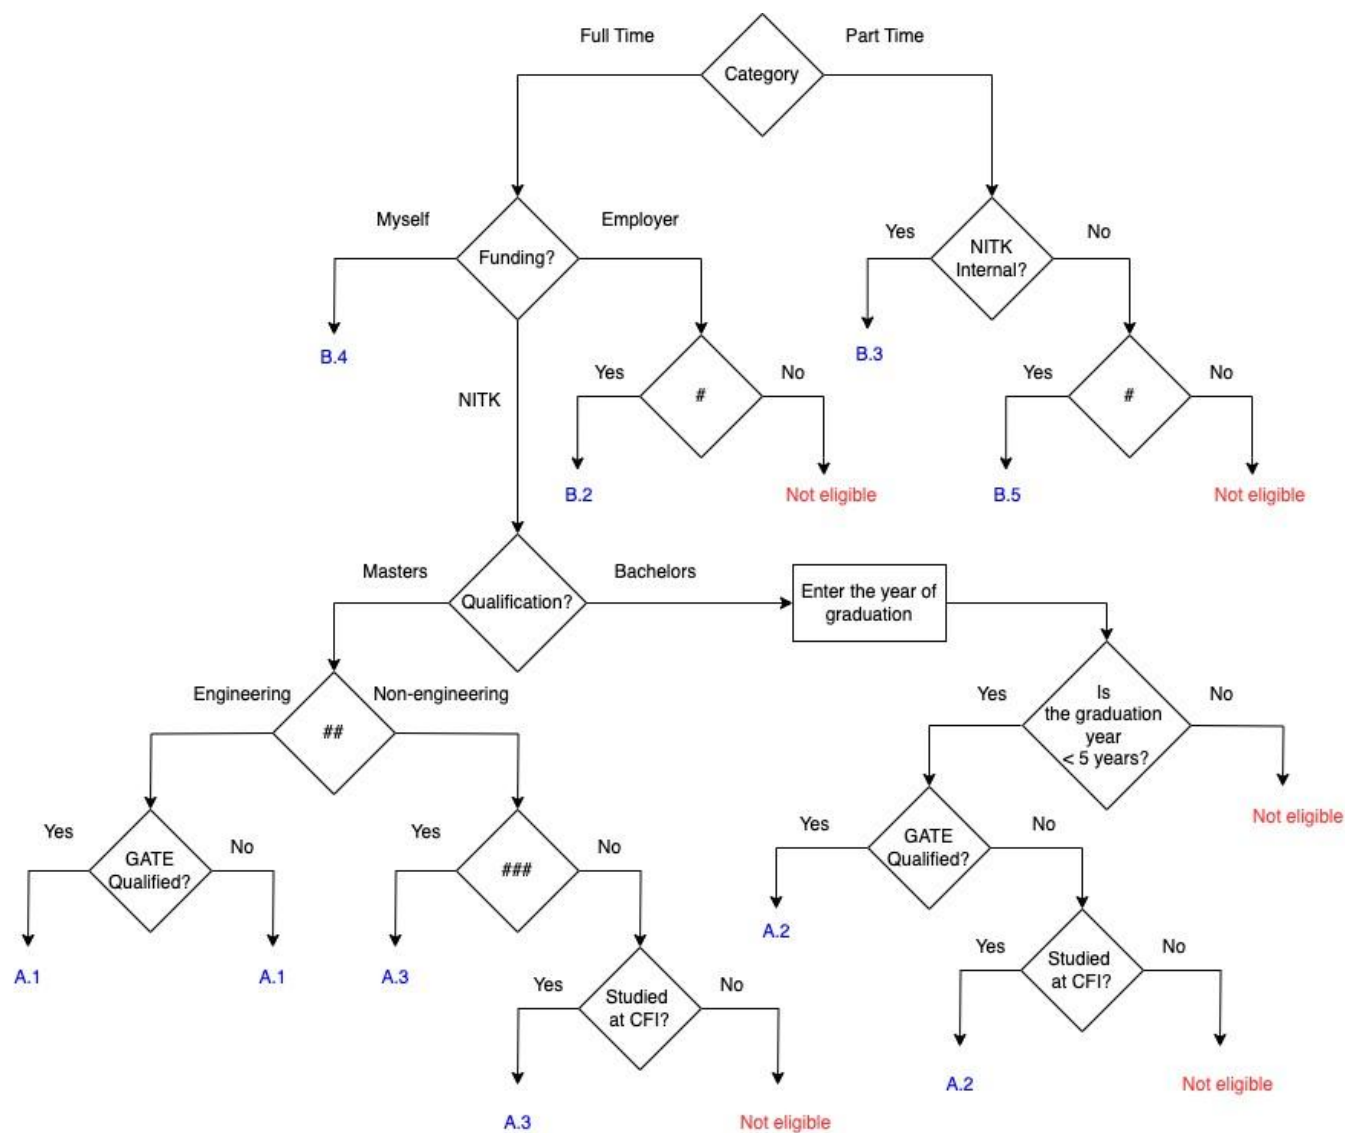 Full Time
Part Time
Category
Myself
Employer
Yes
No
Funding?
NITK
Internal?
B.4
B.3
NITK
Yes
No
Yes
No
#
#
B.2
Not eligible
B.5
Not eligible
Masters
Bachelors
Qualification?
Enter the year of
graduation
Engineering
Non-engineering
Yes
No
##
Is
the graduation
year
< 5 years?
Yes
No
Yes
No
Yes
No
Not eligible
GATE
Qualified?
###
GATE
Qualified?
A.1
A.1
A.3
A.2
Yes
No
Yes
No
Studied
at CFI?
Studied
at CFI?
A.3
Not eligible
A.2
Not eligible